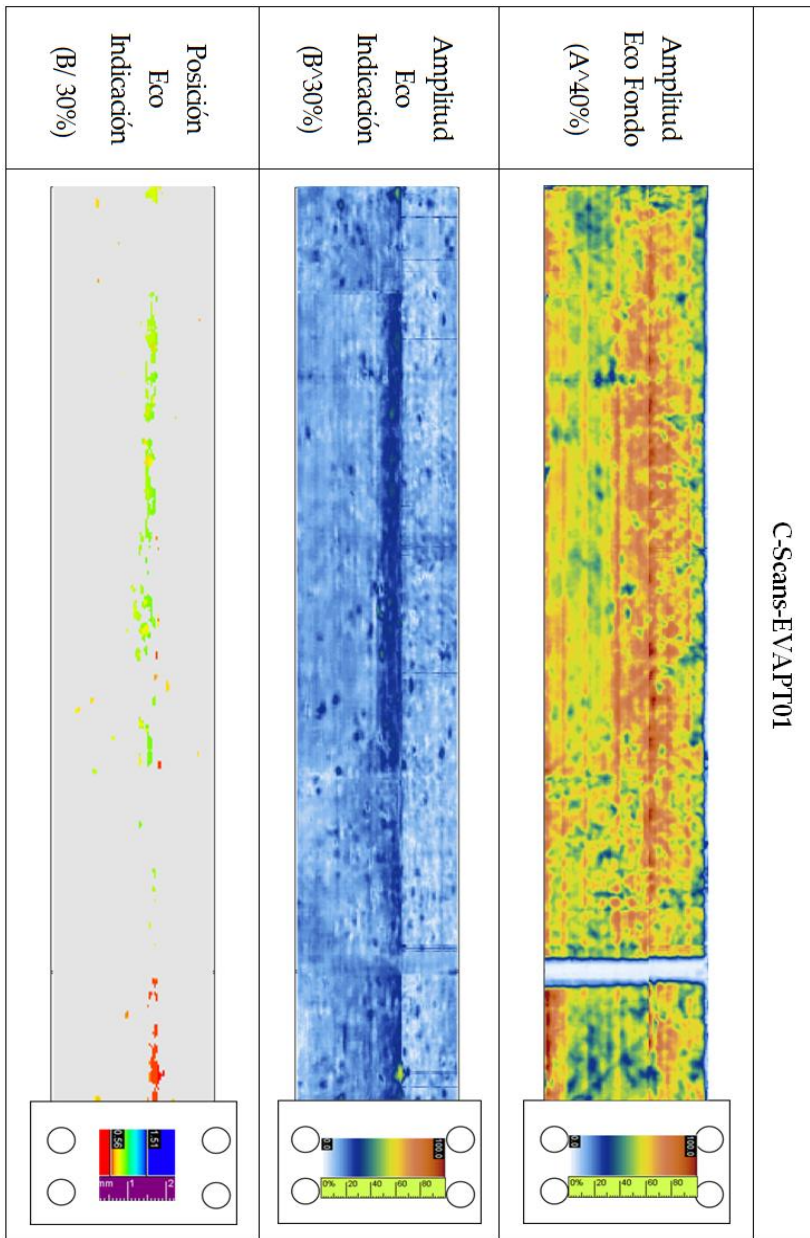 C-Scans-EVAPT01
Amplitud
Eco Fondo
(A^40%)
0.0 100.0
0% 20 40 60 80
Amplitud
Eco
Indicación
(B^30%)
0.0 100.0
0% 20 40 60 80
Posición
Eco
Indicación
(B/ 30%)
0.56 1.51
mm 1 2